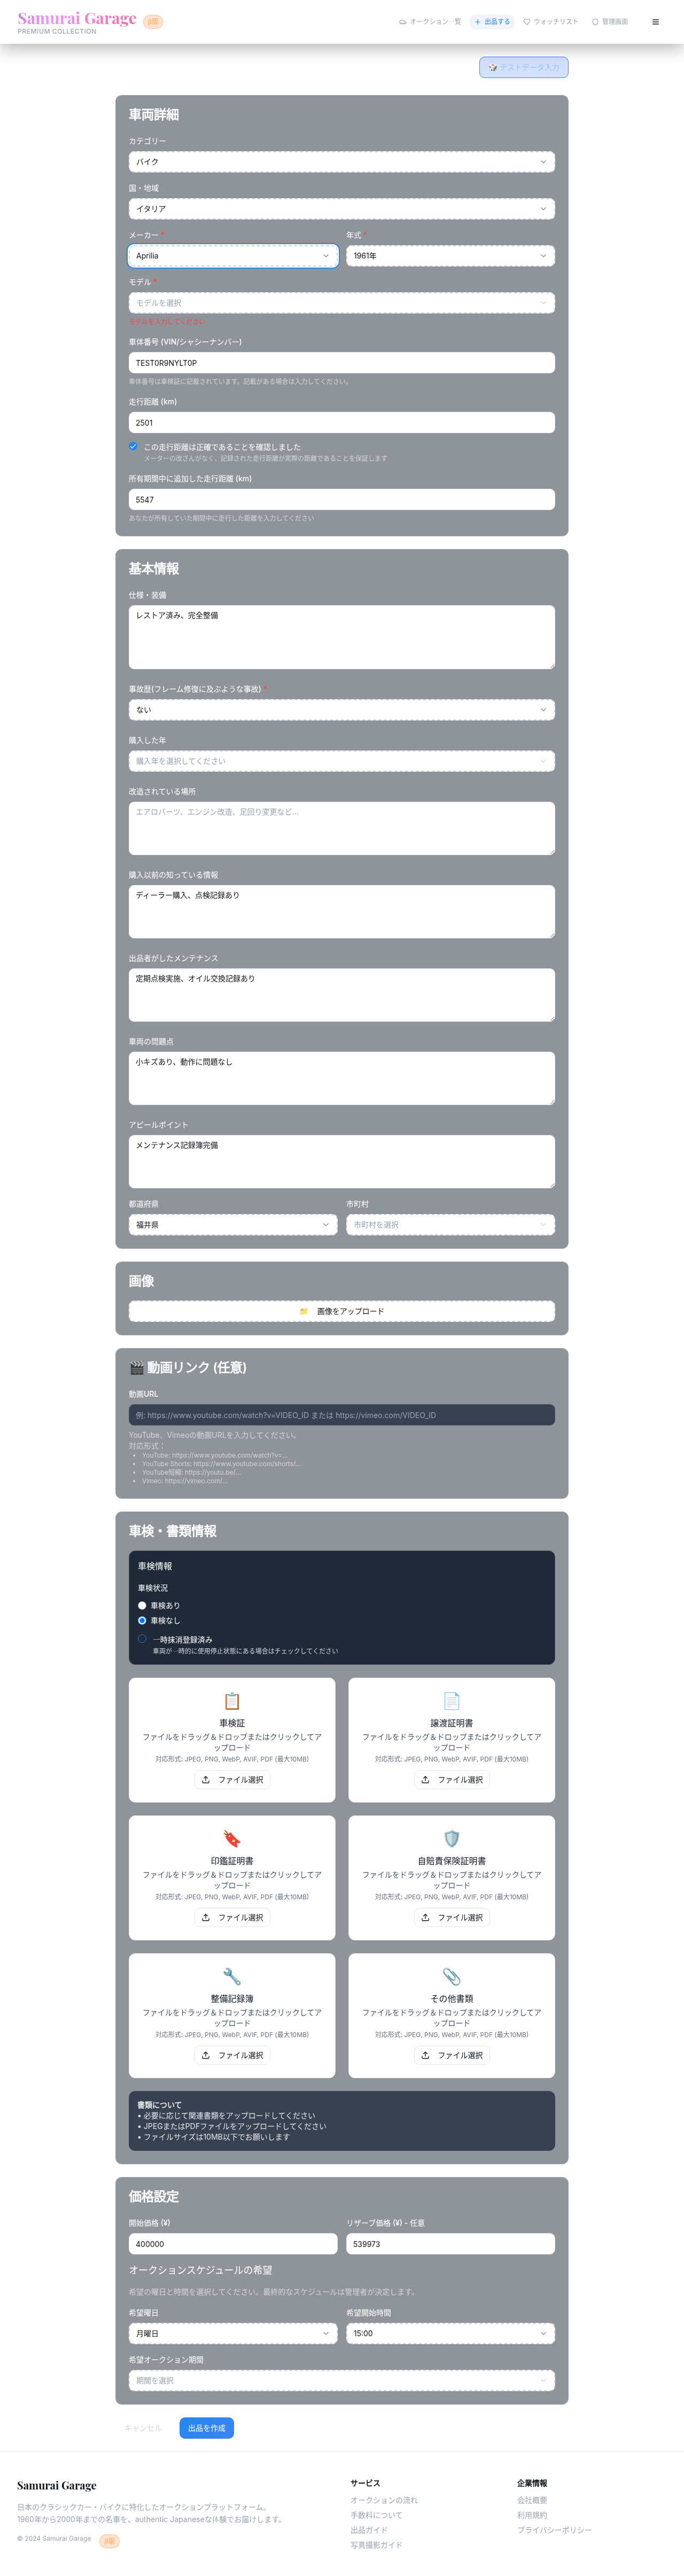 Samurai Garage
PREMIUM COLLECTION
β版
オークション一覧
出品する
ウォッチリスト
管理画面
テストデータ入力
車両詳細
カテゴリー
バイク
国・地域
イタリア
メーカー *
年式 *
Aprilia
1961年
モデル *
モデルを選択
モデルを入力してください
車体番号 (VIN/シャシーナンバー)
TEST0R9NYLT0P
車体番号は車検証に記載されています。記載がある場合は入力してください。
走行距離 (km)
2501
この走行距離は正確であることを確認しました
メーターの改ざんがなく、記録された走行距離が実際の距離であることを保証します
所有期間中に追加した走行距離 (km)
5547
あなたが所有していた期間中に走行した距離を入力してください
基本情報
仕様・装備
レストア済み、完全整備
事故歴(フレーム修復に及ぶような事故) *
ない
購入した年
購入年を選択してください
改造されている場所
エアロパーツ、エンジン改造、足回り変更など...
購入以前の知っている情報
ディーラー購入、点検記録あり
出品者がしたメンテナンス
定期点検実施、オイル交換記録あり
車両の問題点
小キズあり、動作に問題なし
アピールポイント
メンテナンス記録簿完備
都道府県
市町村
福井県
市町村を選択
画像
画像をアップロード
動画リンク (任意)
動画URL
例: https://www.youtube.com/watch?v=VIDEO_ID または https://vimeo.com/VIDEO_ID
YouTube、Vimeoの動画URLを入力してください。
対応形式：
• YouTube: https://www.youtube.com/watch?v=...
• YouTube Shorts: https://www.youtube.com/shorts/...
• YouTube短縮: https://youtu.be/...
• Vimeo: https://vimeo.com/...
車検・書類情報
車検情報
車検状況
車検あり
車検なし
一時抹消登録済み
車両が一時的に使用停止状態にある場合はチェックしてください
車検証
ファイルをドラッグ＆ドロップまたはクリックしてア
ップロード
対応形式: JPEG, PNG, WebP, AVIF, PDF (最大10MB)
ファイル選択
譲渡証明書
ファイルをドラッグ＆ドロップまたはクリックしてア
ップロード
対応形式: JPEG, PNG, WebP, AVIF, PDF (最大10MB)
ファイル選択
印鑑証明書
ファイルをドラッグ＆ドロップまたはクリックしてア
ップロード
対応形式: JPEG, PNG, WebP, AVIF, PDF (最大10MB)
ファイル選択
自賠責保険証明書
ファイルをドラッグ＆ドロップまたはクリックしてア
ップロード
対応形式: JPEG, PNG, WebP, AVIF, PDF (最大10MB)
ファイル選択
整備記録簿
ファイルをドラッグ＆ドロップまたはクリックしてア
ップロード
対応形式: JPEG, PNG, WebP, AVIF, PDF (最大10MB)
ファイル選択
その他書類
ファイルをドラッグ＆ドロップまたはクリックしてア
ップロード
対応形式: JPEG, PNG, WebP, AVIF, PDF (最大10MB)
ファイル選択
書類について
• 必要に応じて関連書類をアップロードしてください
• JPEGまたはPDFファイルをアップロードしてください
• ファイルサイズは10MB以下でお願いします
価格設定
開始価格 (¥)
リザーブ価格 (¥) - 任意
400000
539973
オークションスケジュールの希望
希望の曜日と時間を選択してください。最終的なスケジュールは管理者が決定します。
希望曜日
希望開始時間
月曜日
15:00
希望オークション期間
期間を選択
キャンセル
出品を作成
Samurai Garage
日本のクラシックカー・バイクに特化したオークションプラットフォーム。
1960年から2000年までの名車を、authentic Japaneseな体験でお届けします。
© 2024 Samurai Garage
β版
サービス
オークションの流れ
手数料について
出品ガイド
写真撮影ガイド
企業情報
会社概要
利用規約
プライバシーポリシー